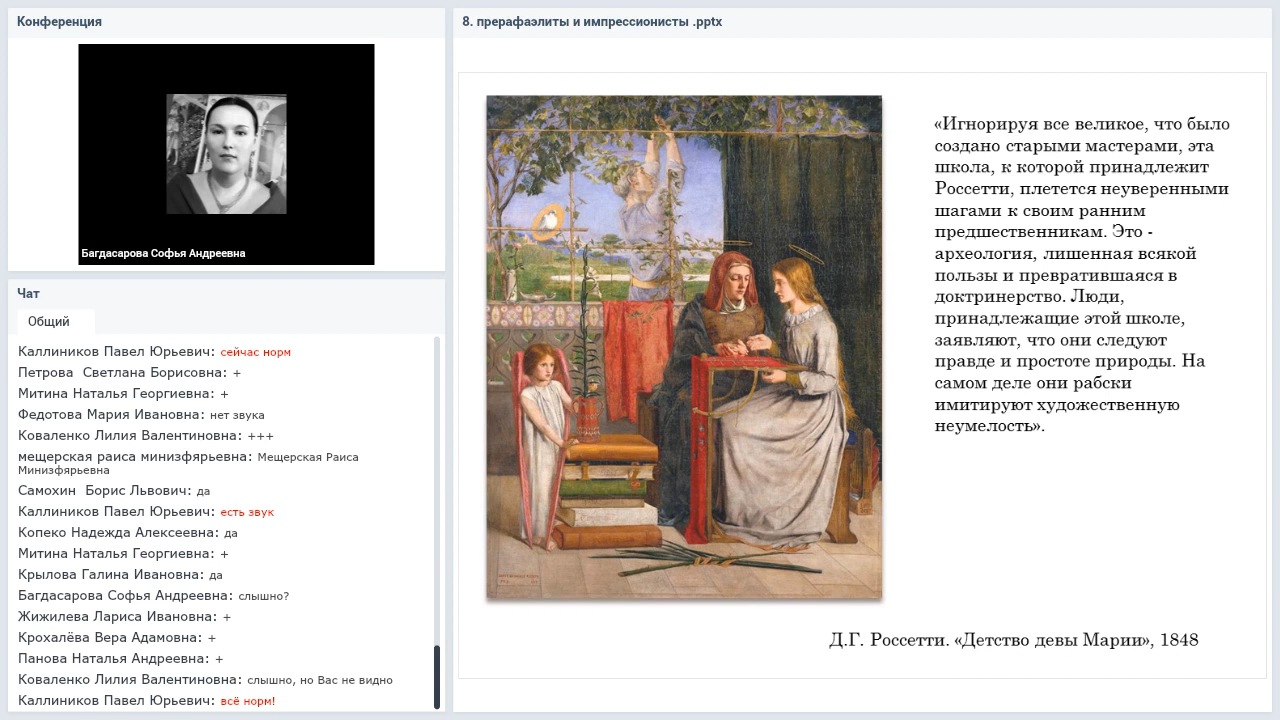 Конференция
Багдасарова Софья Андреевна
Чат
Общий
Каллиников Павел Юрьевич: сейчас норм
Петрова  Светлана Борисовна: +
Митина Наталья Георгиевна: +
Федотова Мария Ивановна: нет звука
Коваленко Лилия Валентиновна: +++
мещерская раиса минизфярьевна: Мещерская Раиса
Минизфярьевна
Самохин  Борис Львович: да
Каллиников Павел Юрьевич: есть звук
Копеко Надежда Алексеевна: да
Митина Наталья Георгиевна: +
Крылова Галина Ивановна: да
Багдасарова Софья Андреевна: слышно?
Жижилева Лариса Ивановна: +
Крохалёва Вера Адамовна: +
Панова Наталья Андреевна: +
Коваленко Лилия Валентиновна: слышно, но Вас не видно
Каллиников Павел Юрьевич: всё норм!
8. прерафаэлиты и импрессионисты .pptx
«Игнорируя все великое, что было
создано старыми мастерами, эта
школа, к которой принадлежит
Россетти, плетется неуверенными
шагами к своим ранним
предшественникам. Это -
археология, лишенная всякой
пользы и превратившаяся в
доктринерство. Люди,
принадлежащие этой школе,
заявляют, что они следуют
правде и простоте природы. На
самом деле они рабски
имитируют художественную
неумелость».
Д.Г. Россетти. «Детство девы Марии», 1848